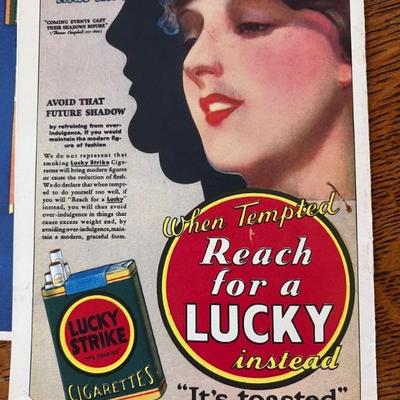 "COMING EVENTS CAST
THEIR SHADOWS BEFORE"
AVOID THAT
FUTURE SHADOW
by refraining from over-
indulgence, if you would
maintain the modern fig-
ure of fashion
We do not represent that
smoking Lucky Strike Ciga-
rettes will bring modern figures
or cause the reduction of flesh.
We do declare that when tempt-
ed to do yourself too well, if
you will "Reach for a Lucky"
instead, you will thus avoid
over-indulgence in things that
cause excess weight and, by
avoiding over-indulgence, main-
tain a modern, graceful form.
When Tempted
Reach
for a
LUCKY
instead
"It's toasted"
LUCKY
STRIKE
"IT'S TOASTED"
CIGARETTES